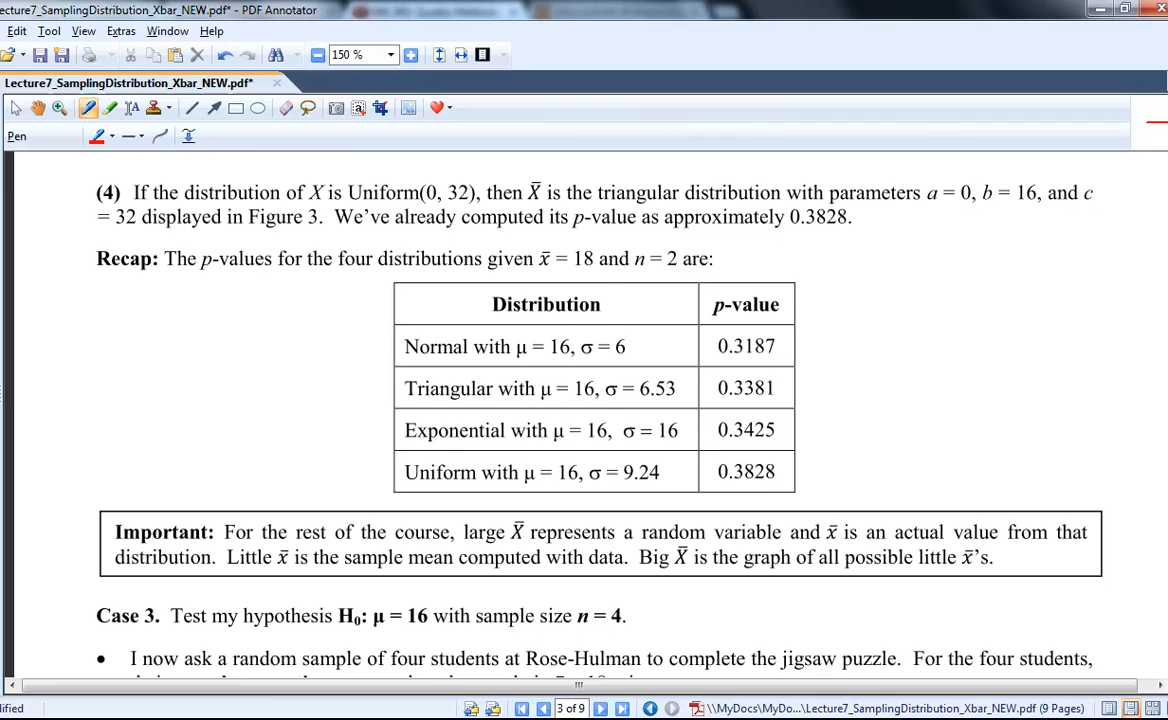 ecture7_SamplingDistribution_Xbar_NEW.pdf* - PDF Annotator
Edit Tool View Extras Window Help
150 %
Lecture7_SamplingDistribution_Xbar_NEW.pdf*
Pen
(4) If the distribution of X is Uniform(0, 32), then X̄ is the triangular distribution with parameters a = 0, b = 16, and c
= 32 displayed in Figure 3. We've already computed its p-value as approximately 0.3828.
Recap: The p-values for the four distributions given x̄ = 18 and n = 2 are:
Distribution p-value
Normal with μ = 16, σ = 6 0.3187
Triangular with μ = 16, σ = 6.53 0.3381
Exponential with μ = 16, σ = 16 0.3425
Uniform with μ = 16, σ = 9.24 0.3828
Important: For the rest of the course, large X̄ represents a random variable and x̄ is an actual value from that
distribution. Little x̄ is the sample mean computed with data. Big X̄ is the graph of all possible little x̄'s.
Case 3. Test my hypothesis H₀: μ = 16 with sample size n = 4.
• I now ask a random sample of four students at Rose-Hulman to complete the jigsaw puzzle. For the four students,
ified
3 of 9
\\MyDocs\MyDo...\Lecture7_SamplingDistribution_Xbar_NEW.pdf (9 Pages)